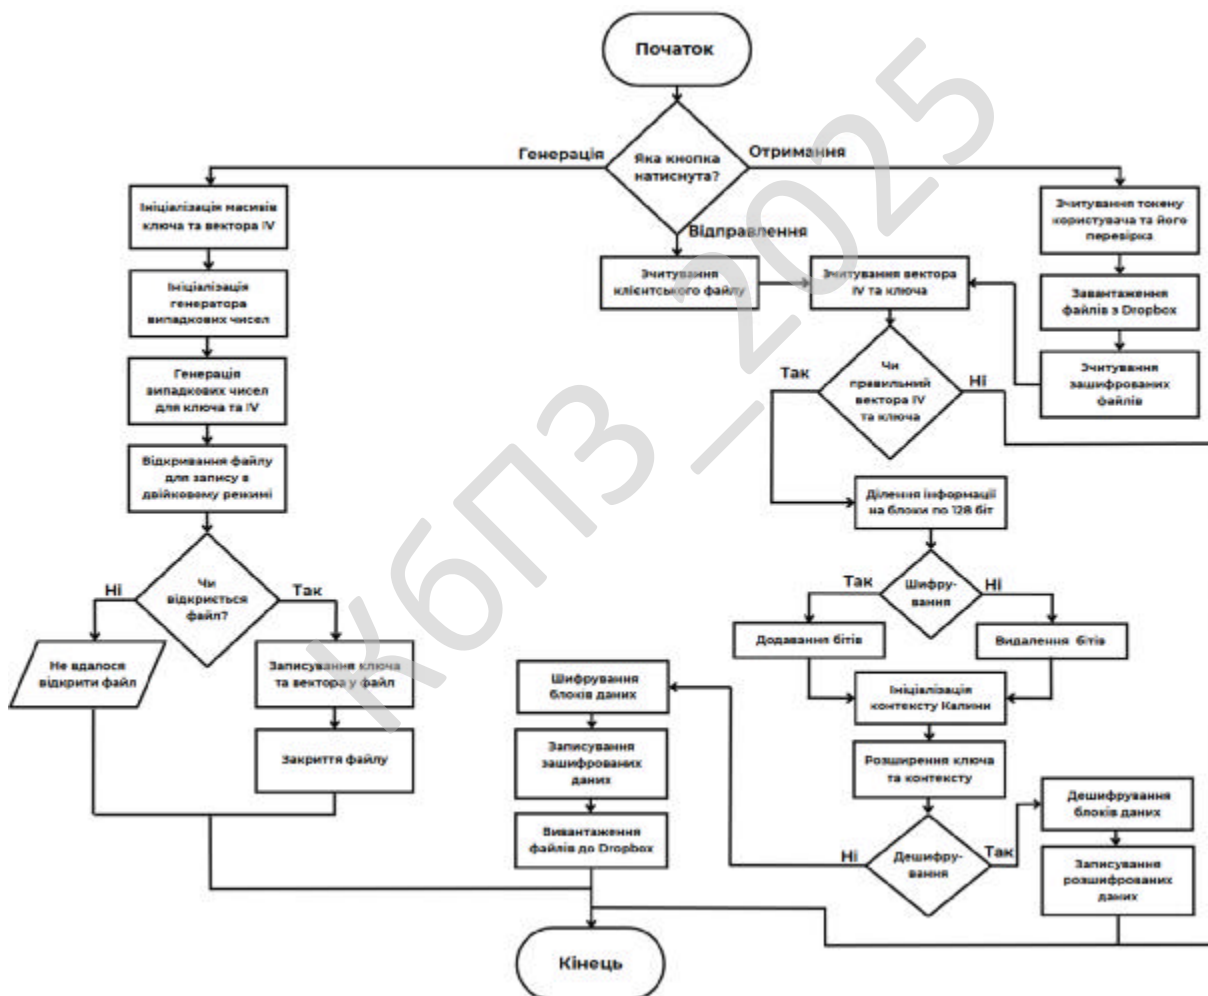 Початок
Яка кнопка
натиснута?
Генерація
Отримання
Відправлення
Ініціалізація масивів
ключа та вектора IV
Ініціалізація
генератора
випадкових чисел
Генерація
випадкових чисел
для ключа та IV
Відкривання файлу
для запису в
двійковому режимі
Чи
відкриється
файл?
Ні
Так
Не вдалося
відкрити файл
Записування ключа
та вектора у файл
Закриття файлу
Зчитування
клієнтського файлу
Зчитування вектора
IV та ключа
Зчитування токену
користувача та його
перевірка
Завантаження
файлів з Dropbox
Зчитування
зашифрованих
файлів
Чи
правильний
вектора IV
та ключа
Так
Ні
Ділення інформації
на блоки по 128 біт
Шифру-
вання
Так
Ні
Додавання бітів
Видалення бітів
Ініціалізація
контексту Калини
Розширення ключа
та контексту
Дешифру-
вання
Ні
Так
Шифрування
блоків даних
Записування
зашифрованих
даних
Вивантаження
файлів до Dropbox
Дешифрування
блоків даних
Записування
розшифрованих
даних
Кінець
КбПЗ_2025